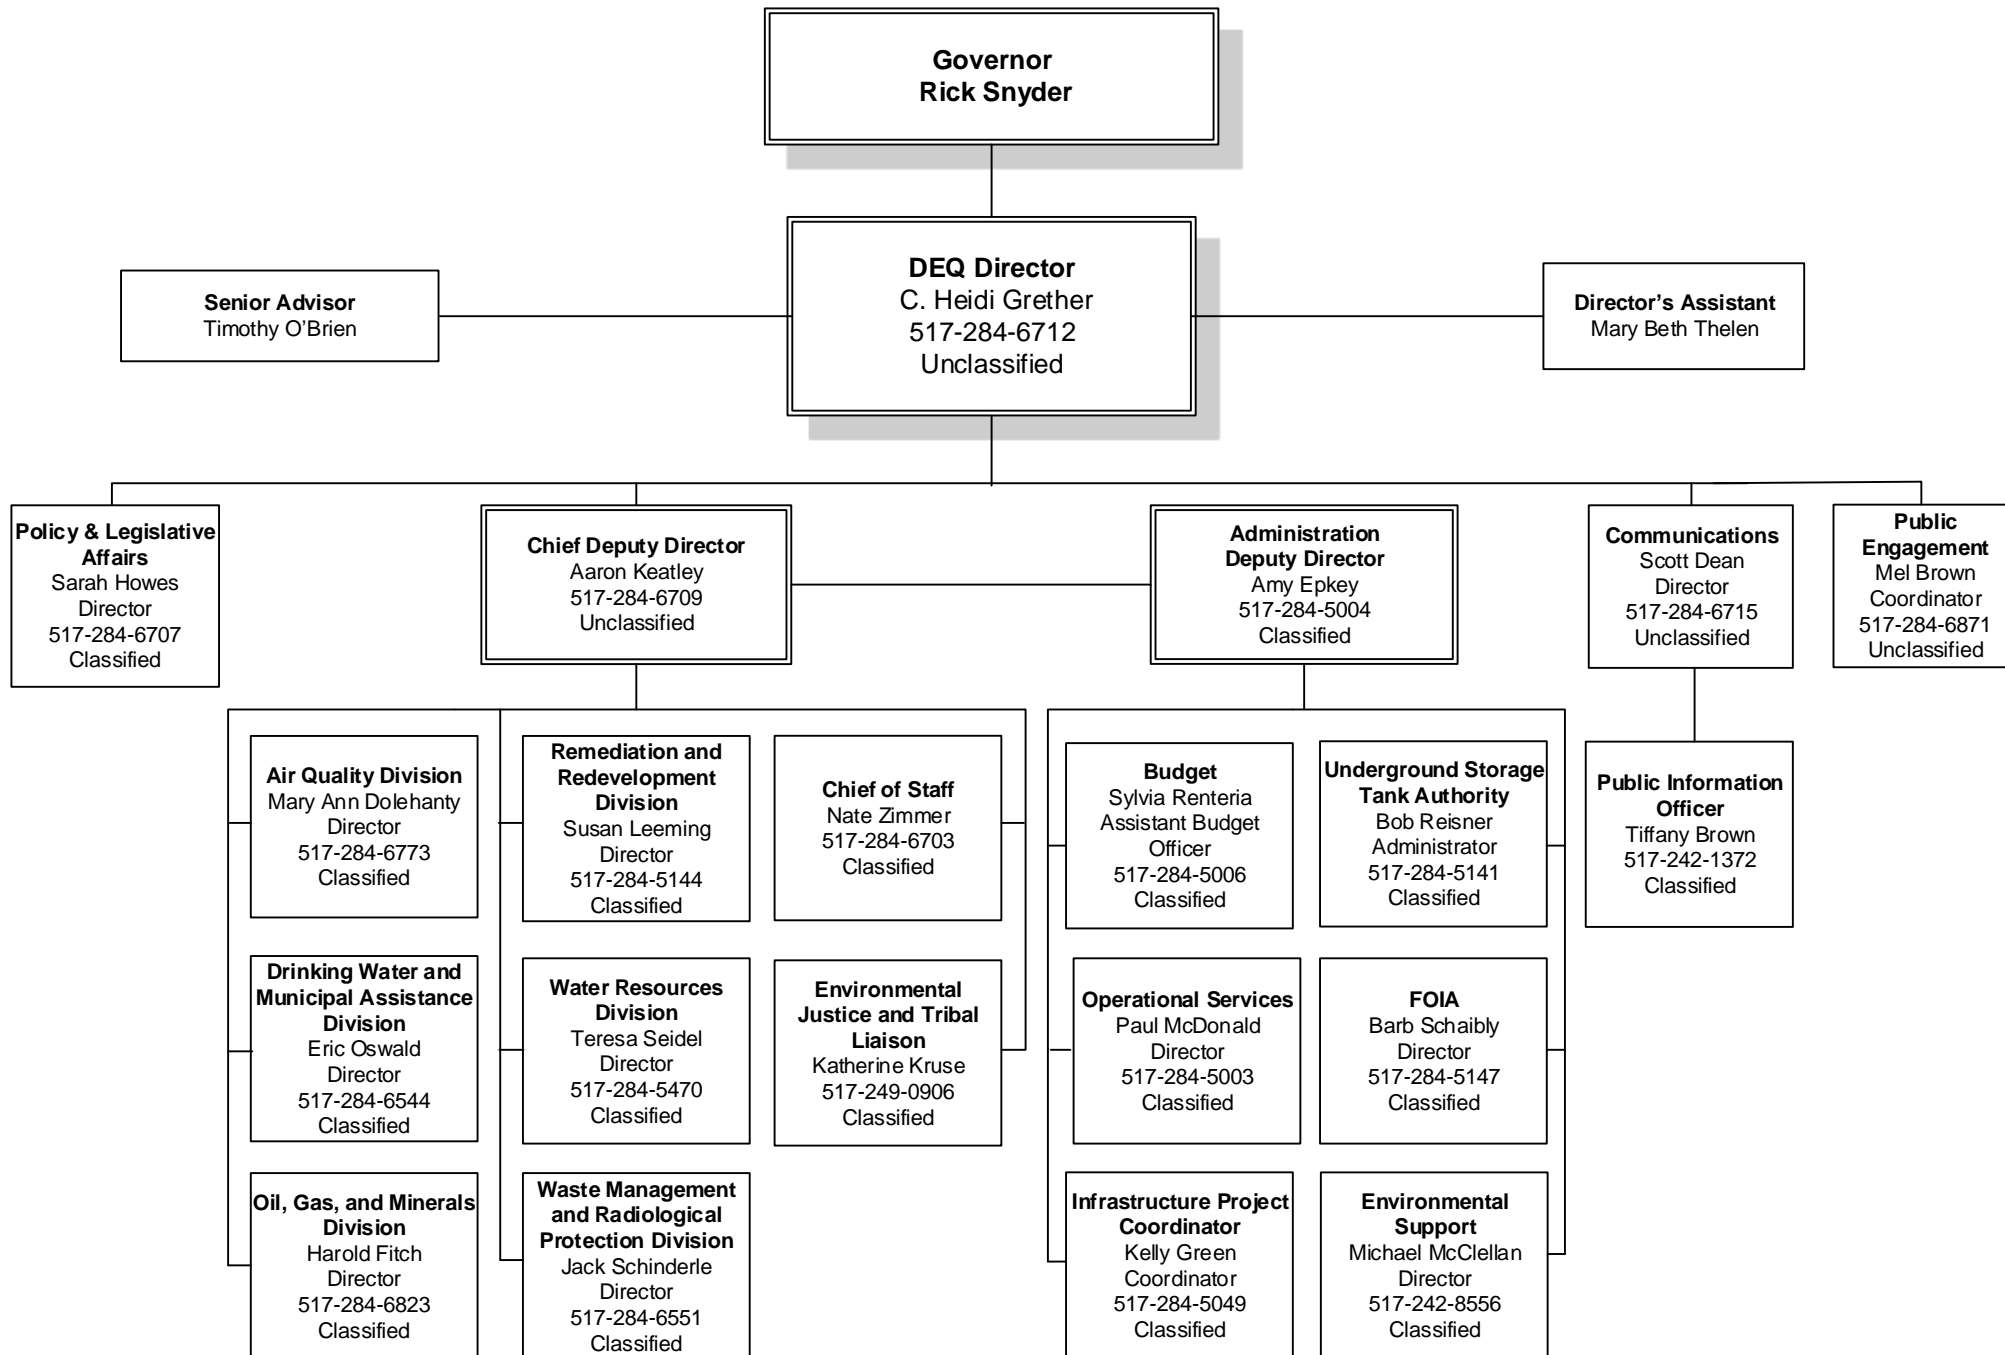 Governor
Rick Snyder
DEQ Director
C. Heidi Grether
517-284-6712
Unclassified
Senior Advisor
Timothy O’Brien
Director’s Assistant
Mary Beth Thelen
Policy & Legislative
Affairs
Sarah Howes
Director
517-284-6707
Classified
Chief Deputy Director
Aaron Keatley
517-284-6709
Unclassified
Administration
Deputy Director
Amy Epkey
517-284-5004
Classified
Communications
Scott Dean
Director
517-284-6715
Unclassified
Public
Engagement
Mel Brown
Coordinator
517-284-6871
Unclassified
Air Quality Division
Mary Ann Dolehanty
Director
517-284-6773
Classified
Remediation and
Redevelopment
Division
Susan Leeming
Director
517-284-5144
Classified
Chief of Staff
Nate Zimmer
517-284-6703
Classified
Budget
Sylvia Renteria
Assistant Budget
Officer
517-284-5006
Classified
Underground Storage
Tank Authority
Bob Reisner
Administrator
517-284-5141
Classified
Public Information
Officer
Tiffany Brown
517-242-1372
Classified
Drinking Water and
Municipal Assistance
Division
Eric Oswald
Director
517-284-6544
Classified
Water Resources
Division
Teresa Seidel
Director
517-284-5470
Classified
Environmental
Justice and Tribal
Liaison
Katherine Kruse
517-249-0906
Classified
Operational Services
Paul McDonald
Director
517-284-5003
Classified
FOIA
Barb Schaibly
Director
517-284-5147
Classified
Oil, Gas, and Minerals
Division
Harold Fitch
Director
517-284-6823
Classified
Waste Management
and Radiological
Protection Division
Jack Schinderle
Director
517-284-6551
Classified
Infrastructure Project
Coordinator
Kelly Green
Coordinator
517-284-5049
Classified
Environmental
Support
Michael McClellan
Director
517-242-8556
Classified